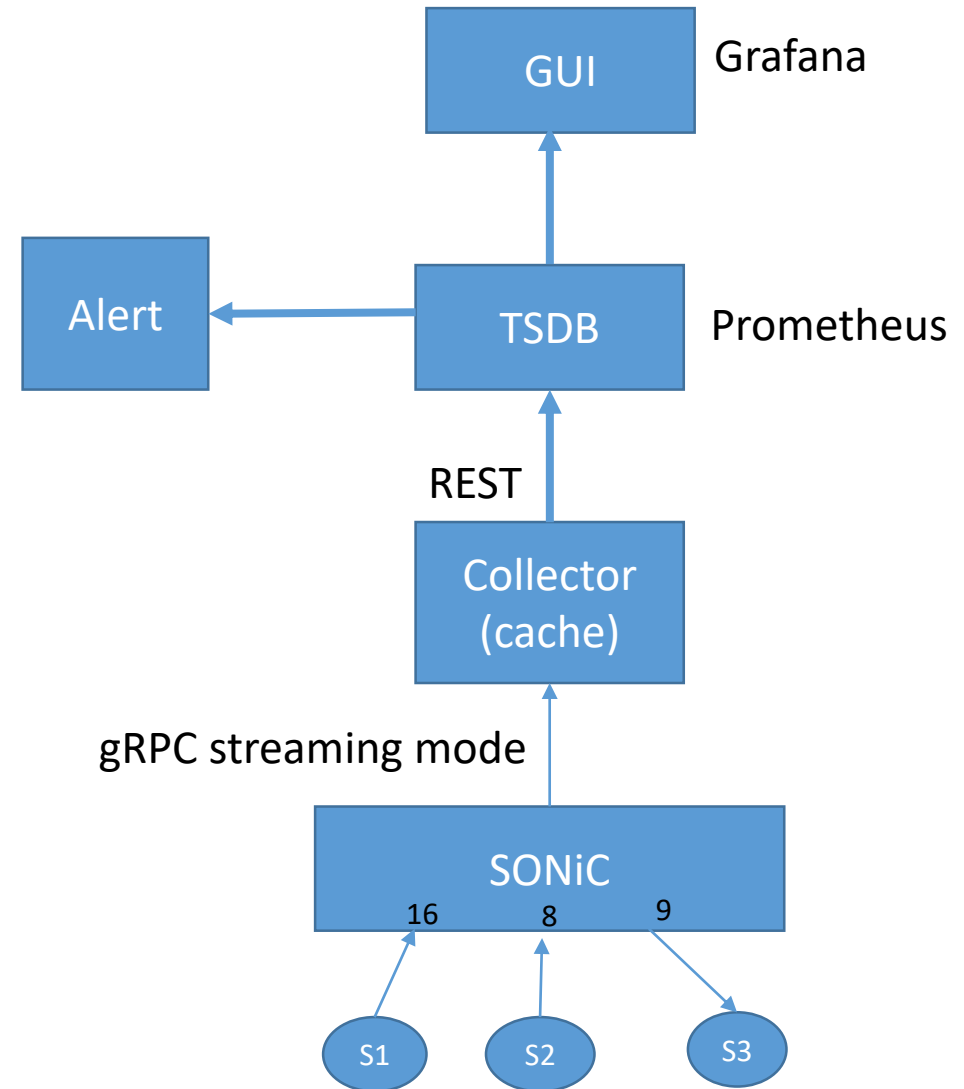 GUI
Grafana
Alert
TSDB
Prometheus
REST
Collector
(cache)
gRPC streaming mode
SONiC
16
8
9
S1
S2
S3